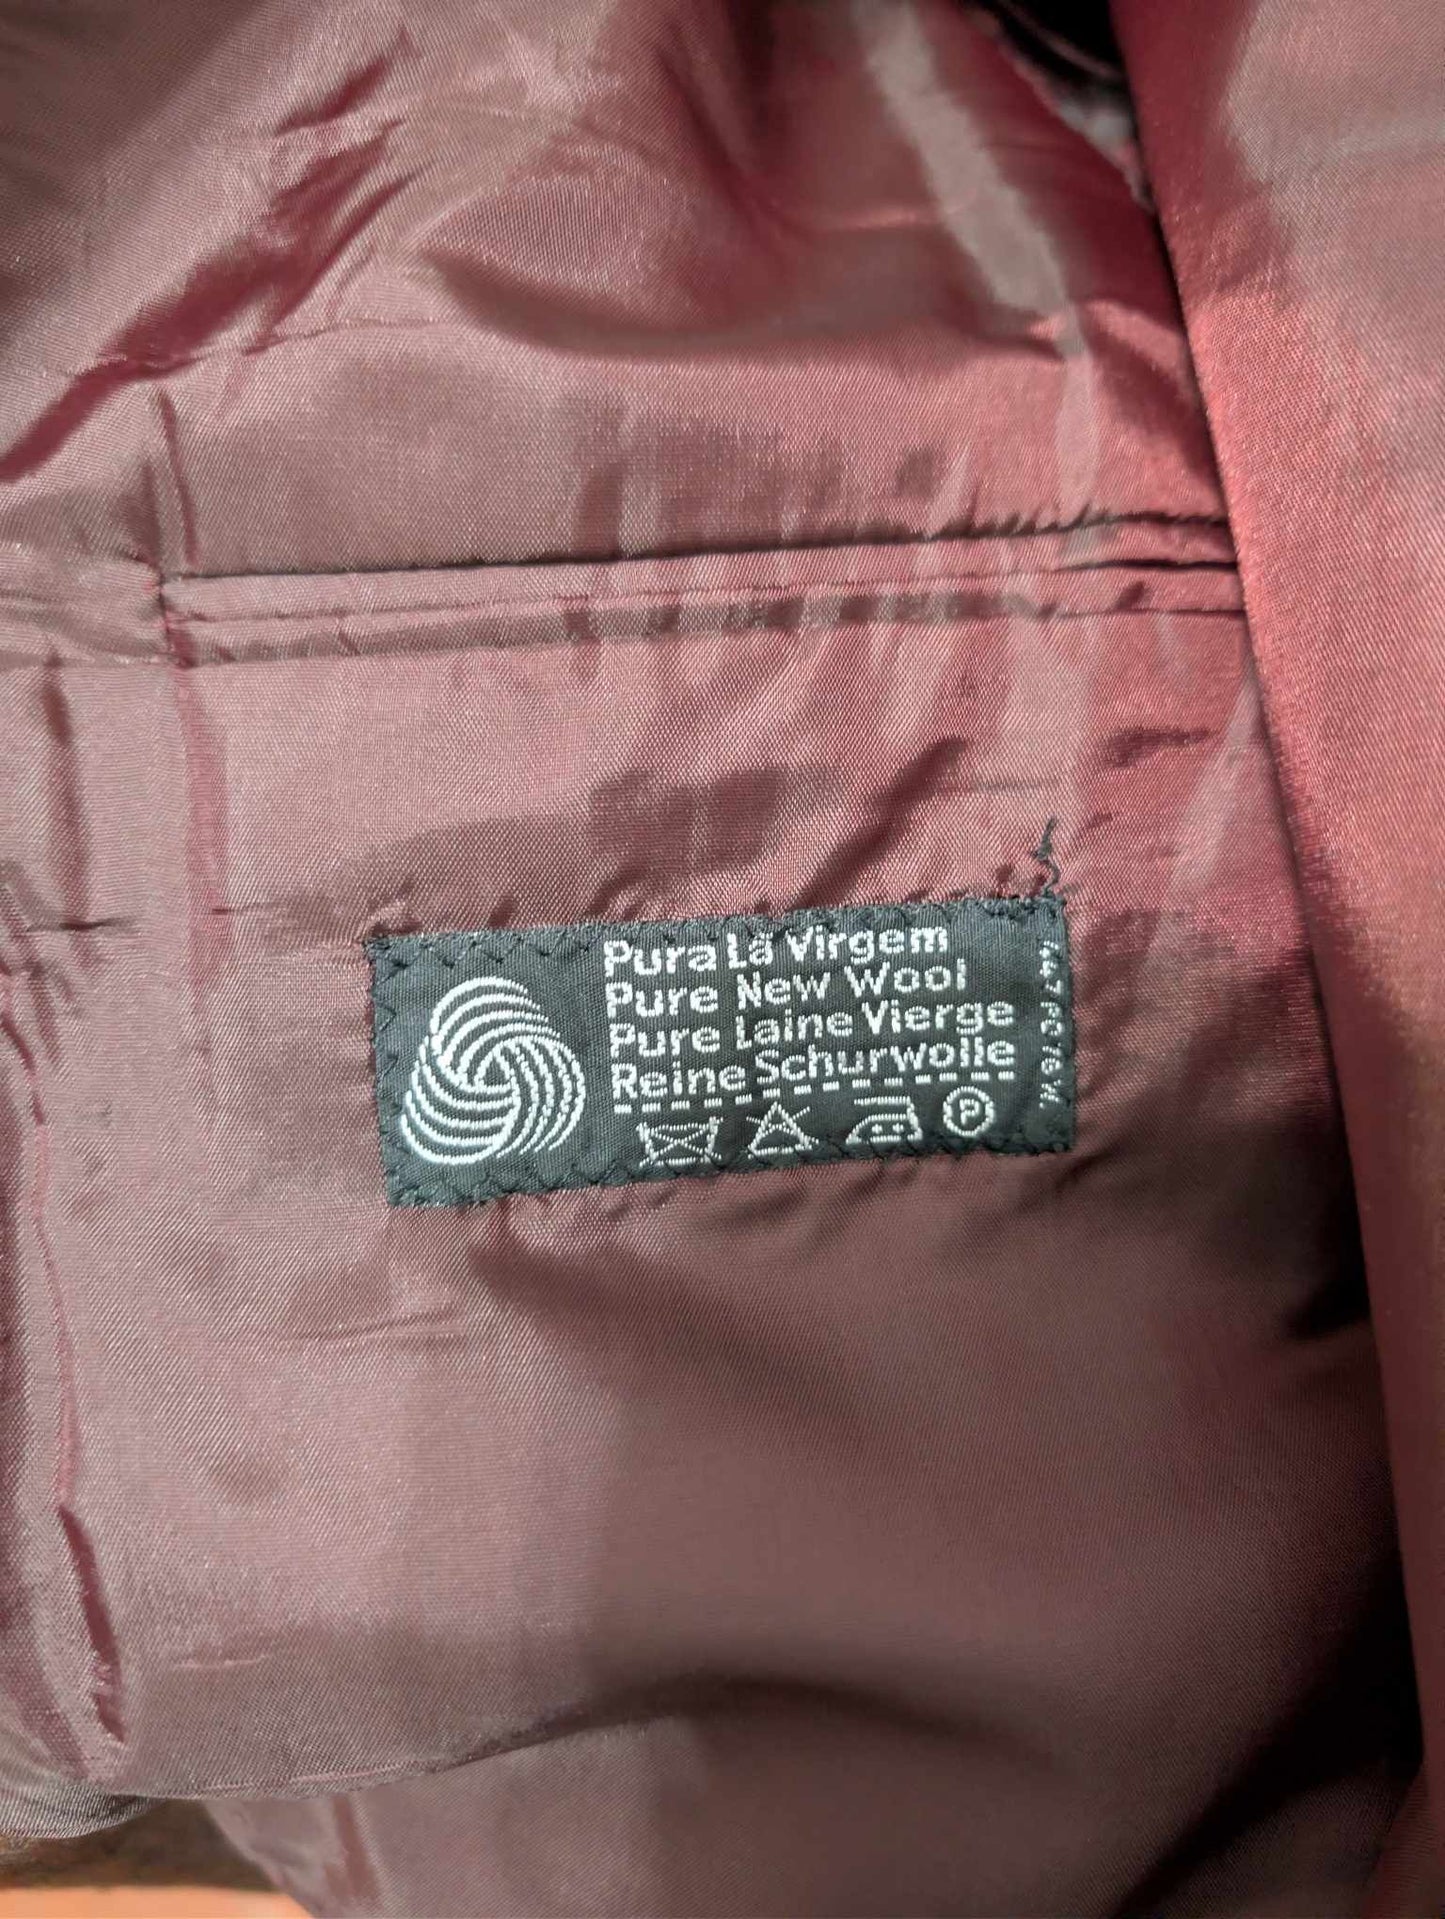 Pura Lã Virgem
Pure New Wool
Pure Laine Vierge
Reine Schurwolle
P